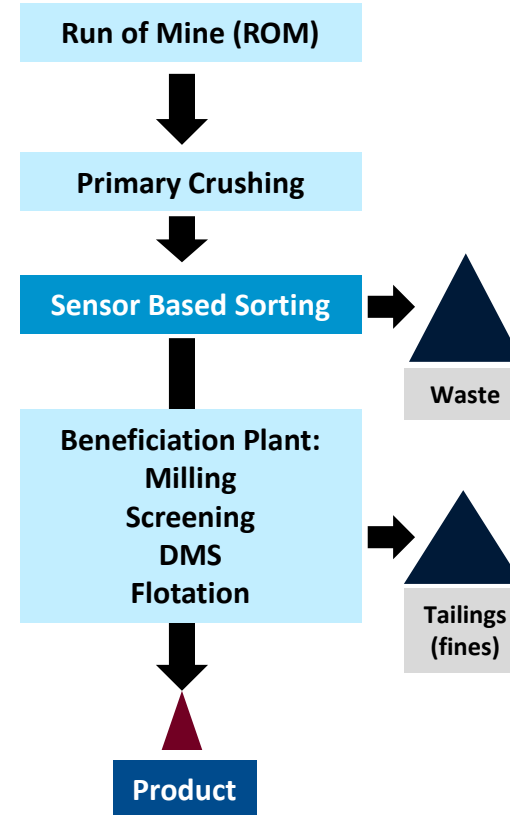 Run of Mine (ROM)
Primary Crushing
Sensor Based Sorting
Waste
Beneficiation Plant:
Milling
Screening
DMS
Flotation
Tailings
(fines)
Product